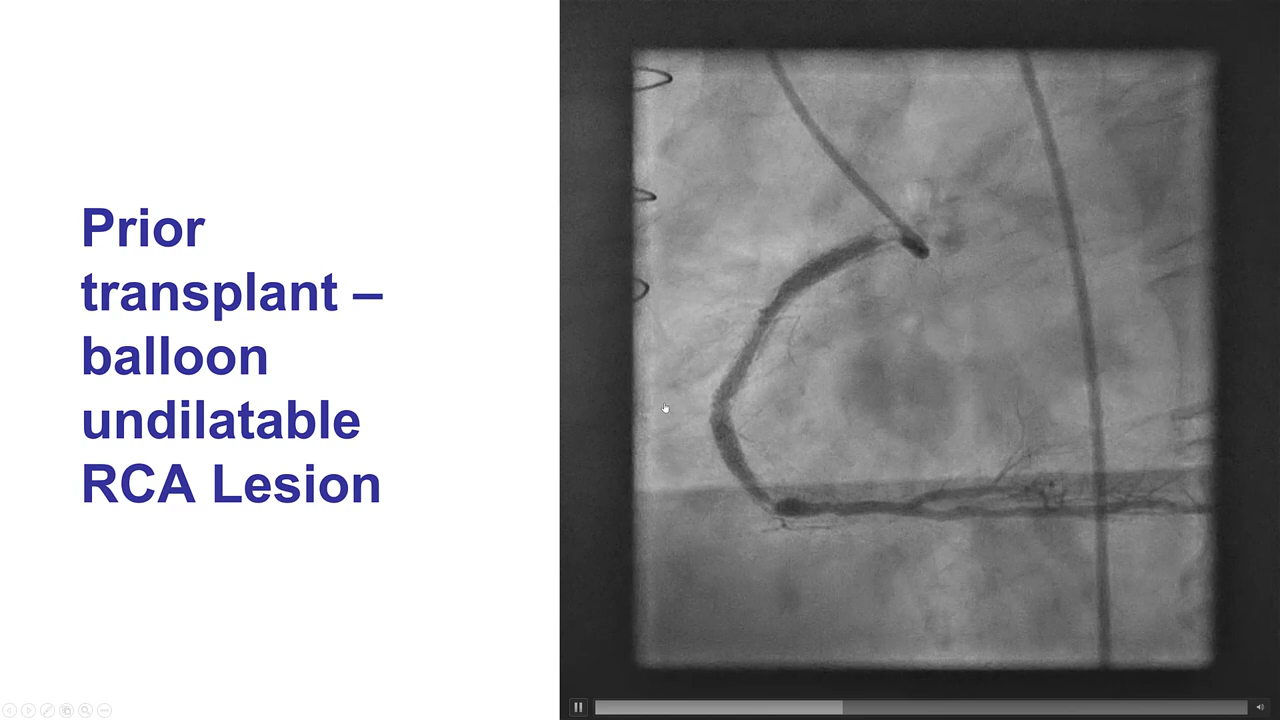 Prior
transplant –
balloon
undilatable
RCA Lesion